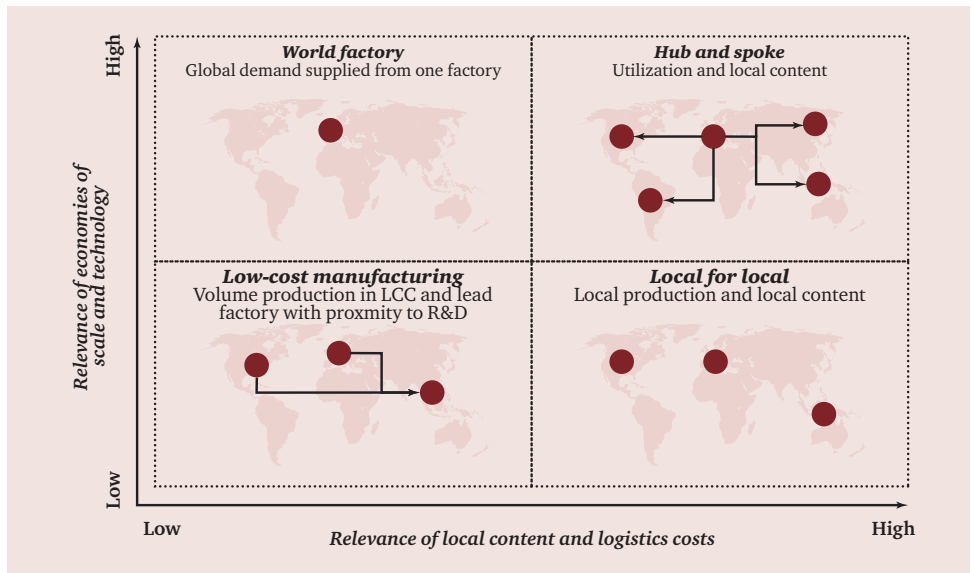 High
World factory
Global demand supplied from one factory
Hub and spoke
Utilization and local content
Relevance of economies of
scale and technology
Low-cost manufacturing
Volume production in LCC and lead
factory with proxmity to R&D
Local for local
Local production and local content
Low
Low
Relevance of local content and logistics costs
High